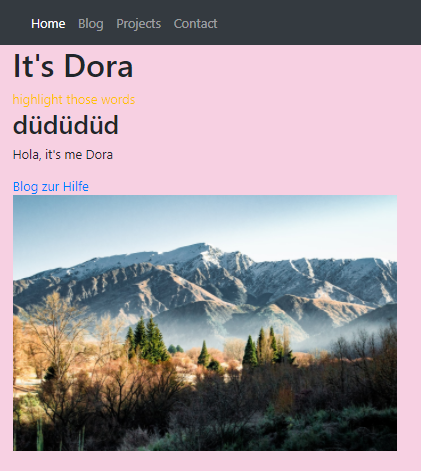 Home Blog Projects Contact
It's Dora
highlight those words
düdüdüd
Hola, it's me Dora
Blog zur Hilfe